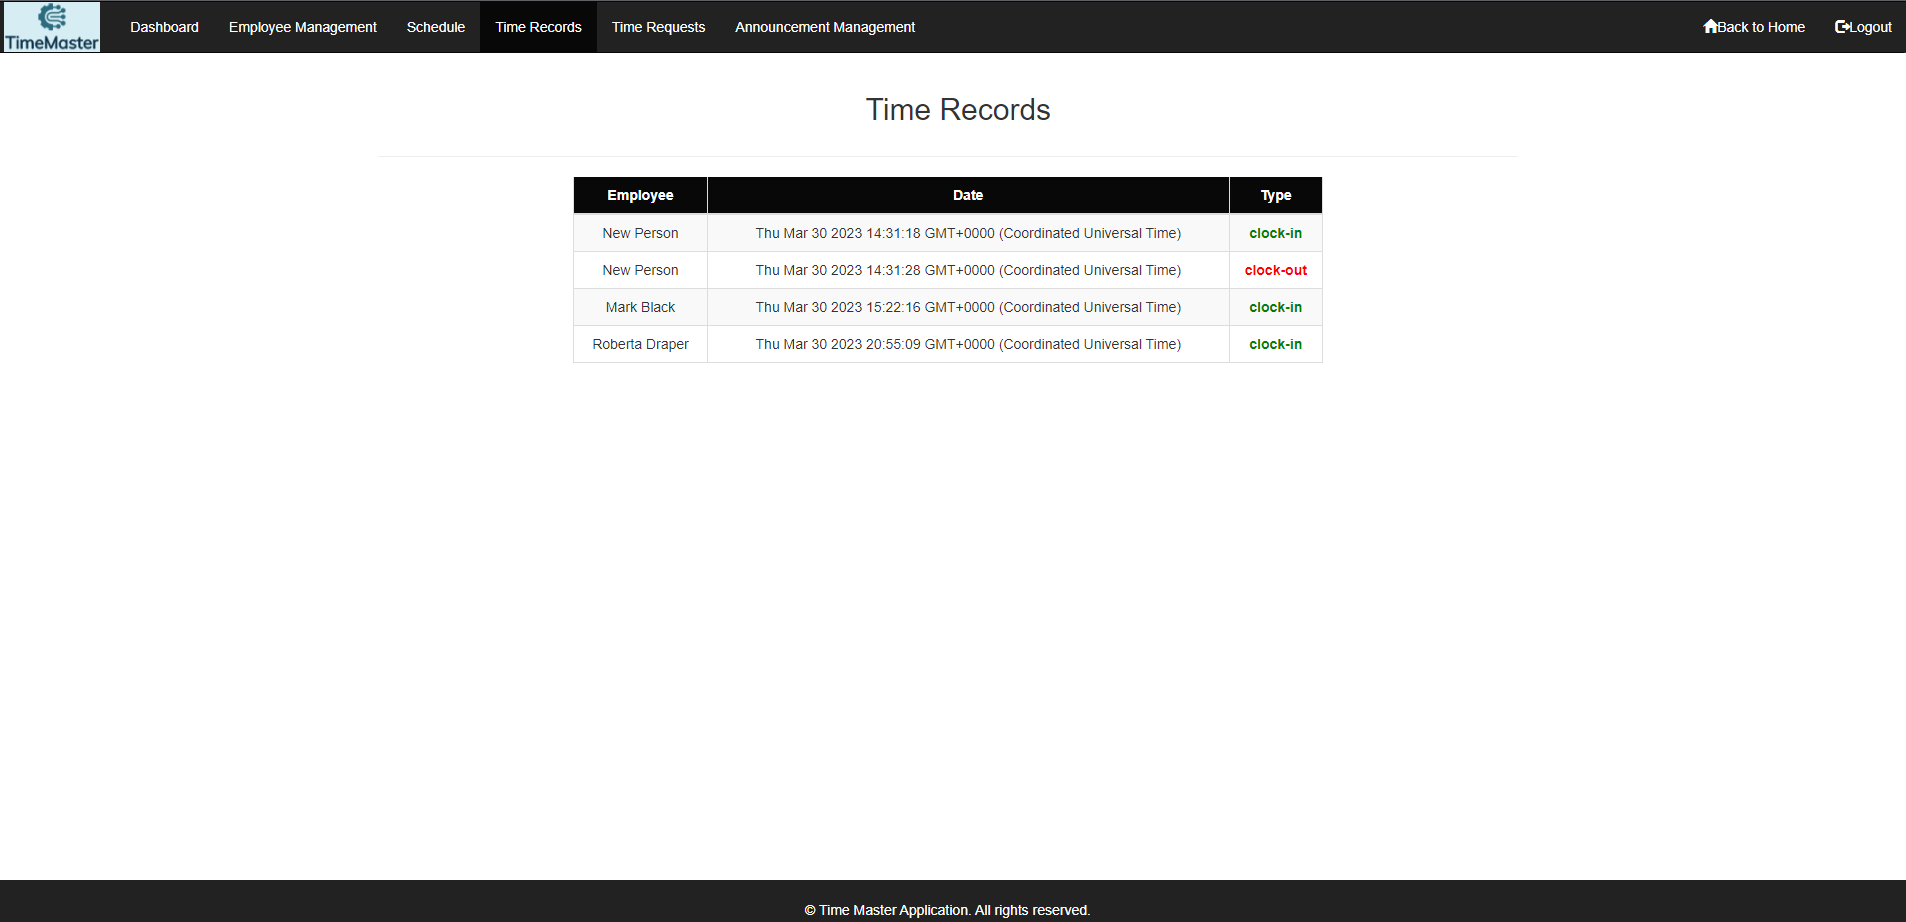 TimeMaster
Dashboard Employee Management Schedule Time Records Time Requests Announcement Management Back to Home Logout
Time Records
Employee Date Type
New Person Thu Mar 30 2023 14:31:18 GMT+0000 (Coordinated Universal Time) clock-in
New Person Thu Mar 30 2023 14:31:28 GMT+0000 (Coordinated Universal Time) clock-out
Mark Black Thu Mar 30 2023 15:22:16 GMT+0000 (Coordinated Universal Time) clock-in
Roberta Draper Thu Mar 30 2023 20:55:09 GMT+0000 (Coordinated Universal Time) clock-in
© Time Master Application. All rights reserved.